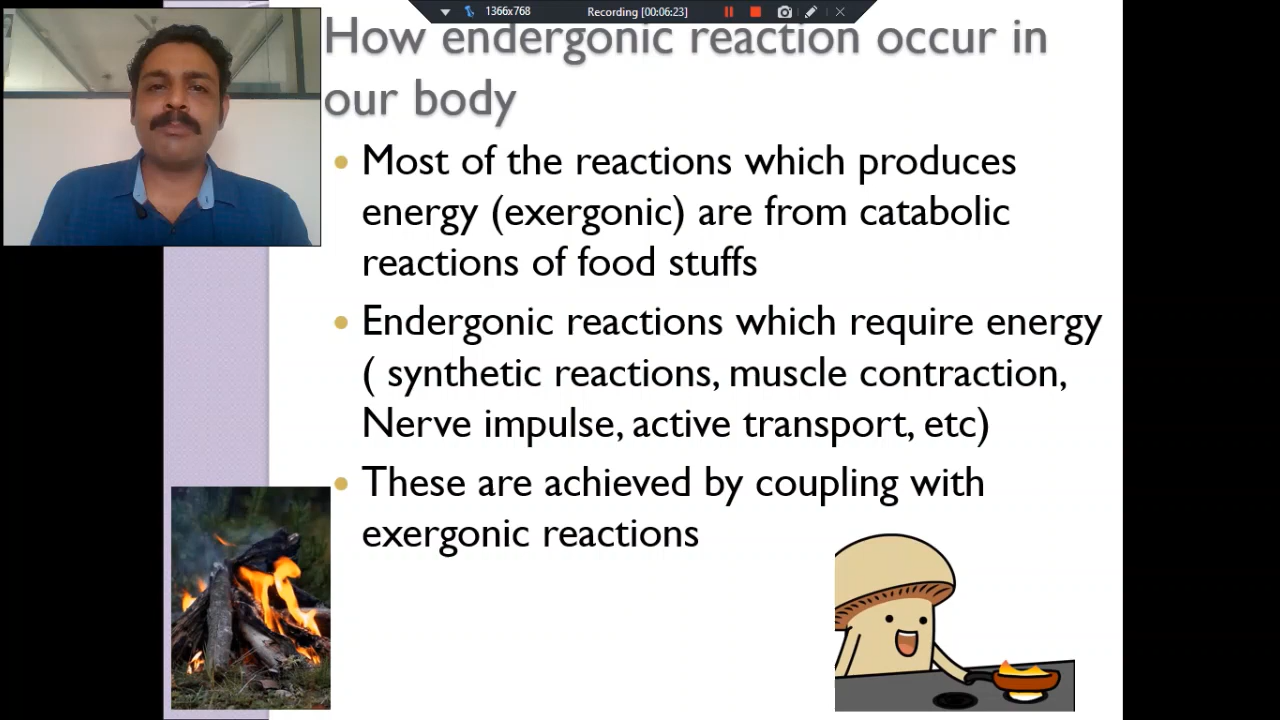 1366x768
Recording [00:06:23]
How endergonic reaction occur in
our body
Most of the reactions which produces
energy (exergonic) are from catabolic
reactions of food stuffs
Endergonic reactions which require energy
( synthetic reactions, muscle contraction,
Nerve impulse, active transport, etc)
These are achieved by coupling with
exergonic reactions